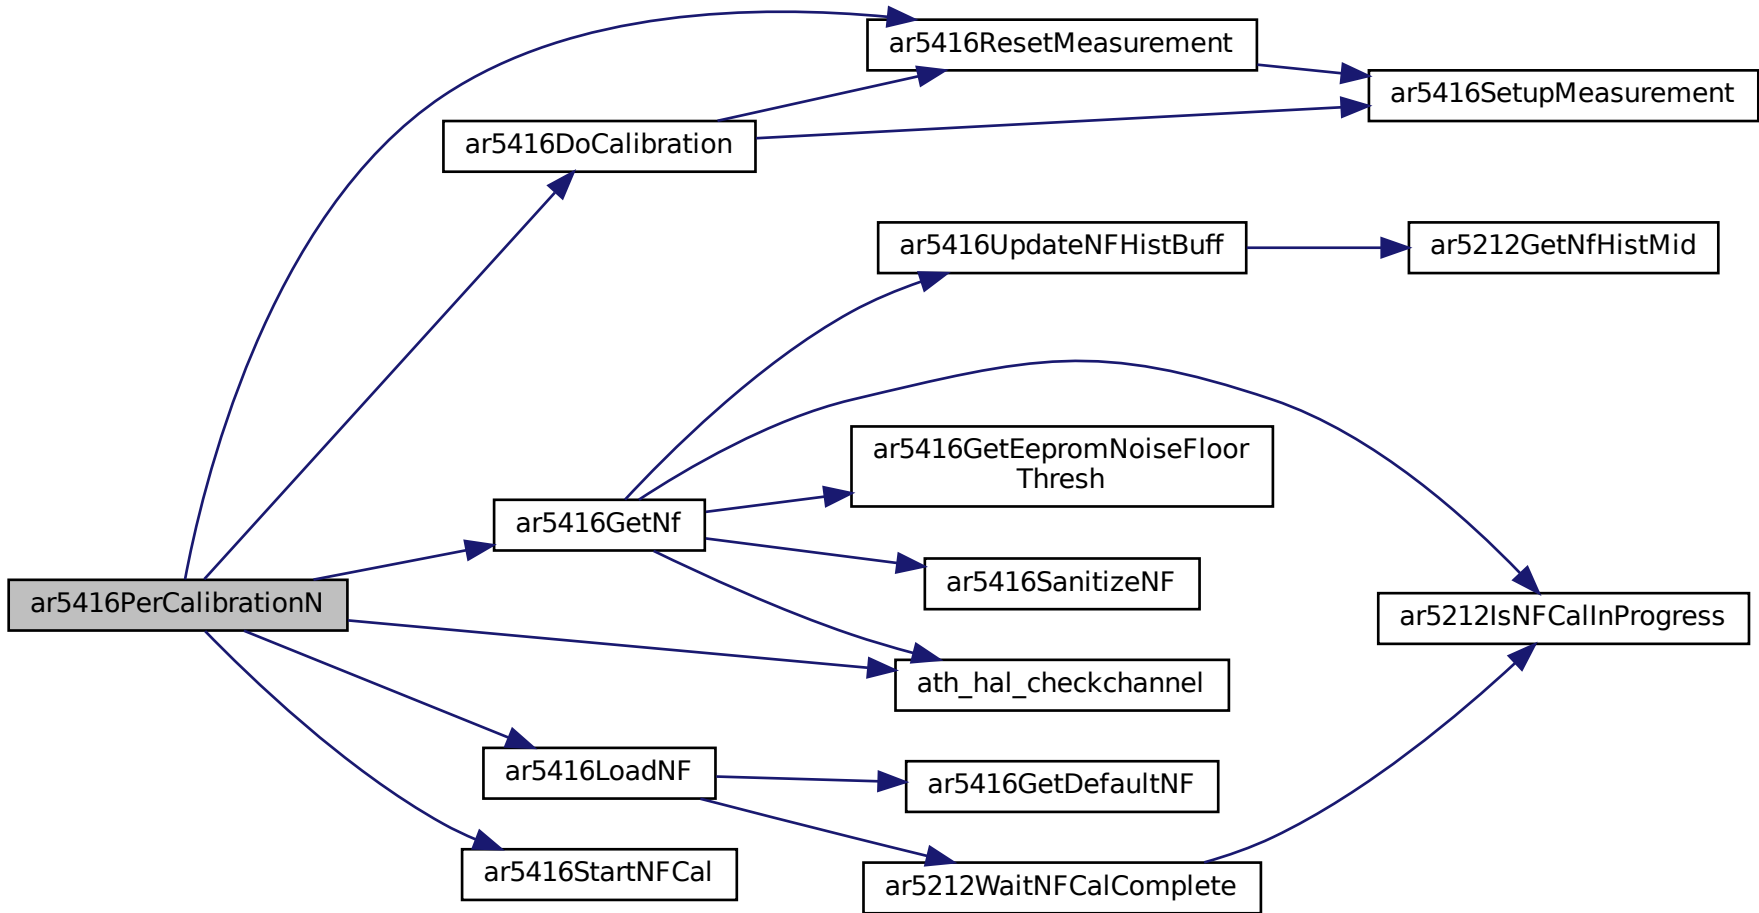 ar5416ResetMeasurement
ar5416SetupMeasurement
ar5416DoCalibration
ar5416UpdateNFHistBuff
ar5212GetNfHistMid
ar5416GetEepromNoiseFloor
Thresh
ar5416GetNf
ar5416SanitizeNF
ar5416PerCalibrationN
ar5212IsNFCalInProgress
ath_hal_checkchannel
ar5416LoadNF
ar5416GetDefaultNF
ar5416StartNFCal
ar5212WaitNFCalComplete